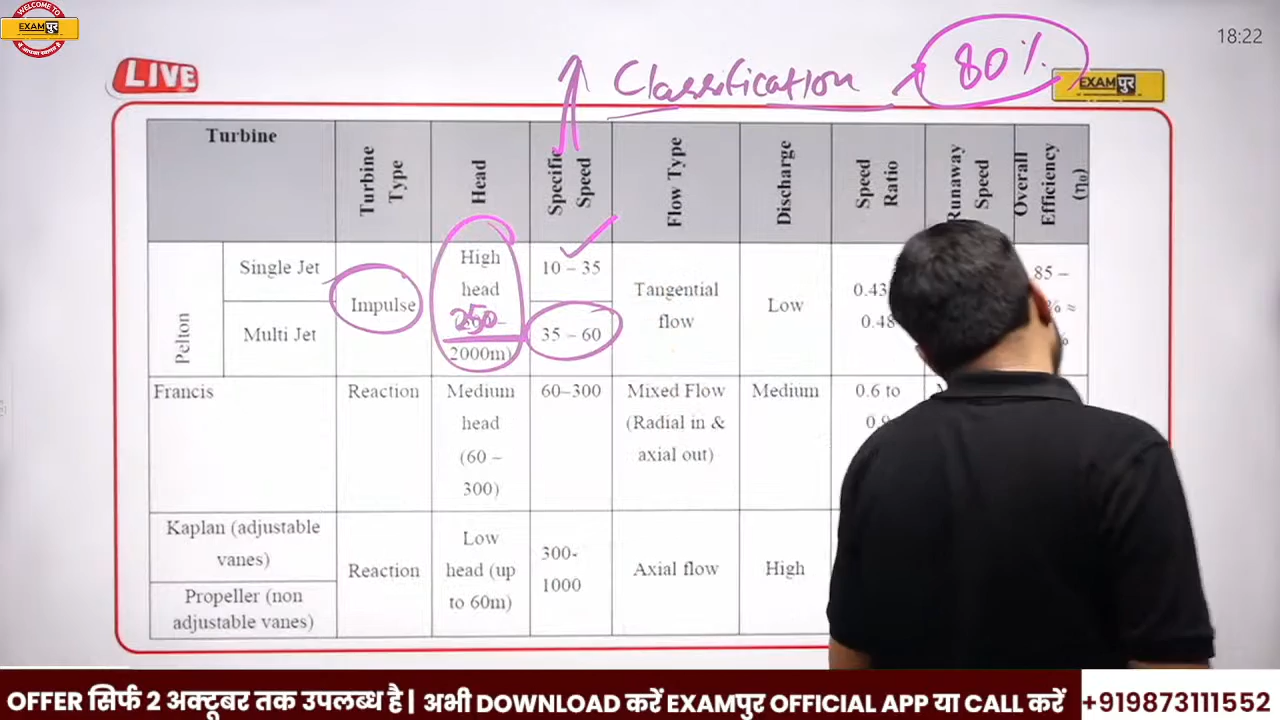 WELCOME TO
EXAMपुर
18:22
LIVE
Classification
80%
EXAMपुर
Turbine
Turbine Type
Head
Specific Speed
Flow Type
Discharge
Speed Ratio
Runaway Speed
Overall Efficiency (η₀)
Pelton
Single Jet
Multi Jet
Impulse
High
head
250
2000m)
10 – 35
35 – 60
Tangential
flow
Low
0.43
0.48
85 –
% ≈
%
Francis
Reaction
Medium
head
(60 –
300)
60–300
Mixed Flow
(Radial in &
axial out)
Medium
0.6 to
0.9
Kaplan (adjustable
vanes)
Propeller (non
adjustable vanes)
Reaction
Low
head (up
to 60m)
300-
1000
Axial flow
High
OFFER सिर्फ 2 अक्टूबर तक उपलब्ध है | अभी DOWNLOAD करें EXAMपुर OFFICIAL APP या CALL करें +919873111552